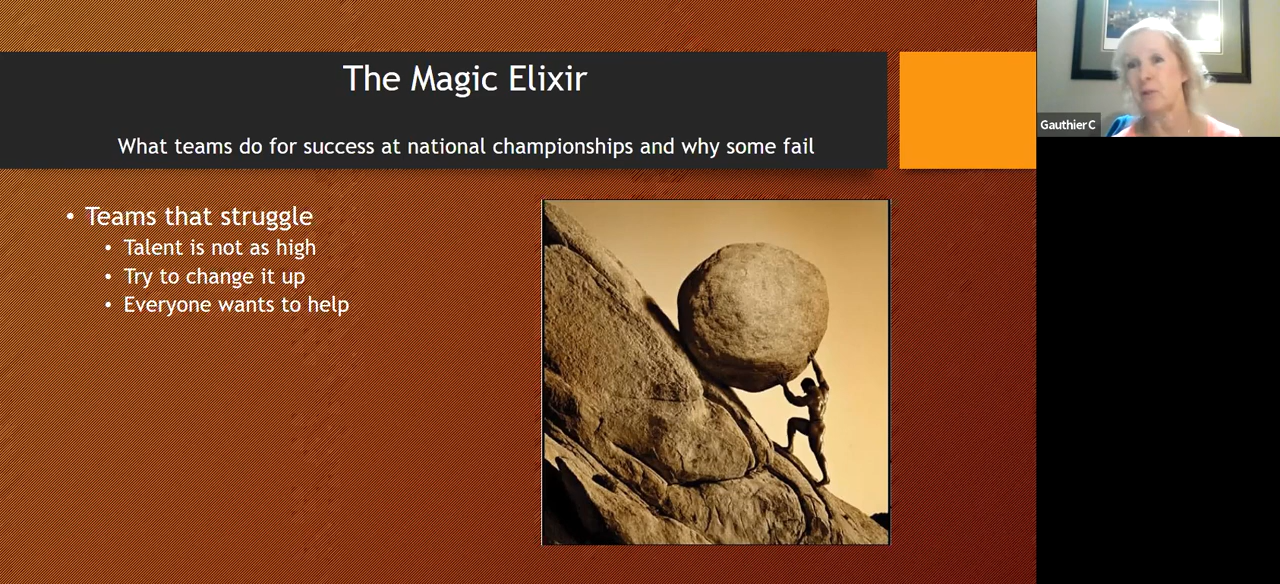 The Magic Elixir
What teams do for success at national championships and why some fail
• Teams that struggle
• Talent is not as high
• Try to change it up
• Everyone wants to help
Gauthier C